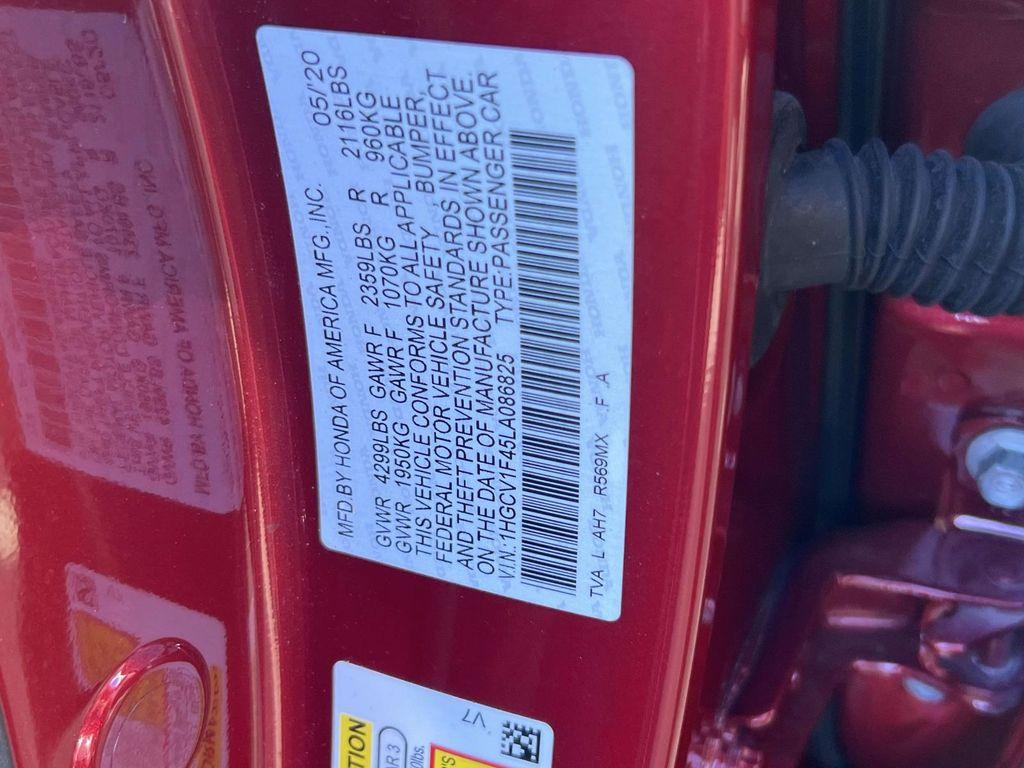 MFD.BY HONDA OF AMERICA MFG.,INC. 05/'20
GVWR 4299LBS GAWR F 2359LBS R 2116LBS
GVWR 1950KG GAWR F 1070KG R 960KG
THIS VEHICLE CONFORMS TO ALL APPLICABLE
FEDERAL MOTOR VEHICLE SAFETY, BUMPER,
AND THEFT PREVENTION STANDARDS IN EFFECT
ON THE DATE OF MANUFACTURE SHOWN ABOVE.
V.I.N.:1HGCV1F45LA086825 TYPE:PASSENGER CAR
TVA L AH7 R569MX .F .A
V7